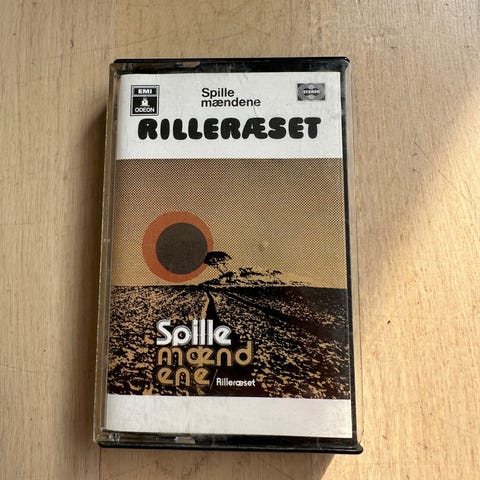 EMI
ODEON
Spille
mændene
STEREO
RILLERÆSET
Spille
mænd
ene/Rilleræset